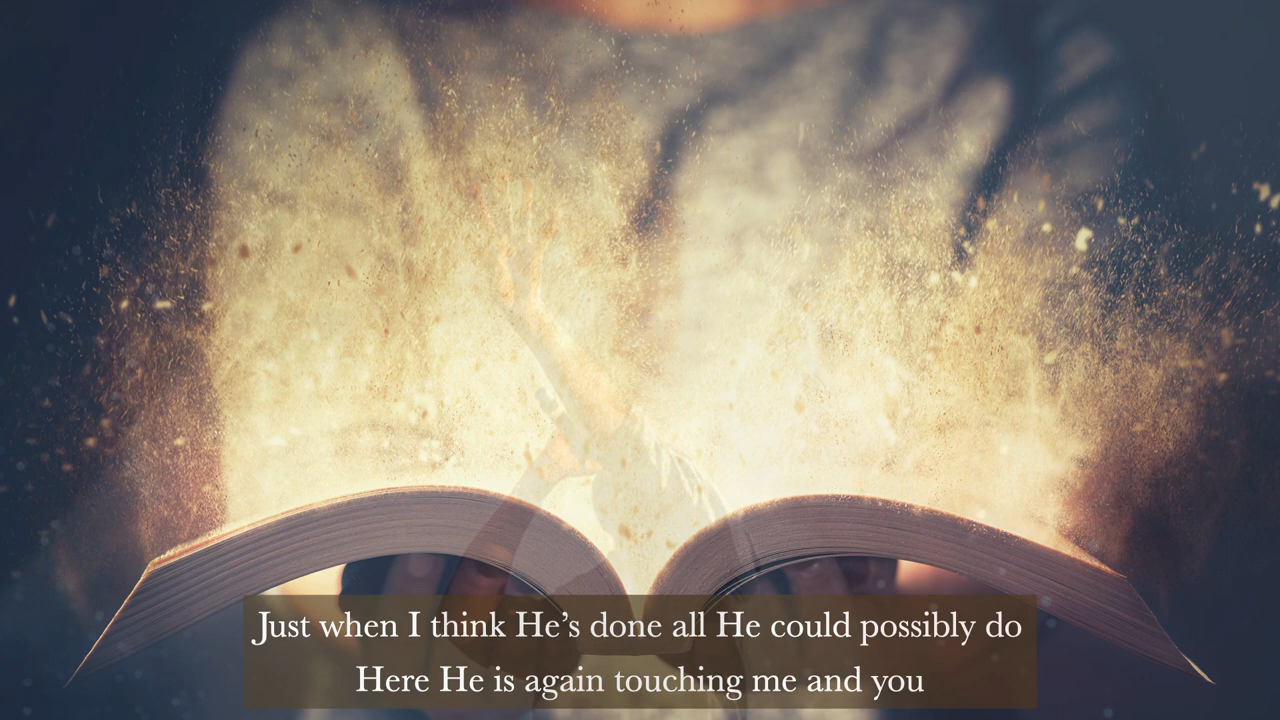 Just when I think He’s done all He could possibly do
Here He is again touching me and you